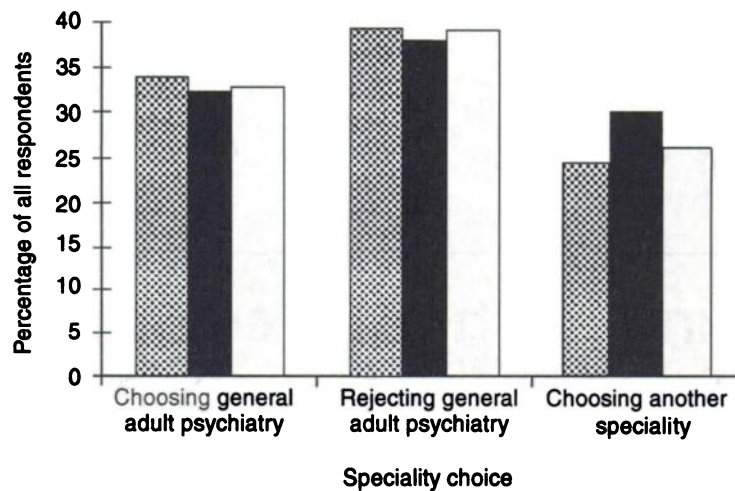 Percentage of all respondents
40
35
30
25
20
15
10
5
0
Choosing general
adult psychiatry
Rejecting general
adult psychiatry
Choosing another
speciality
Speciality choice